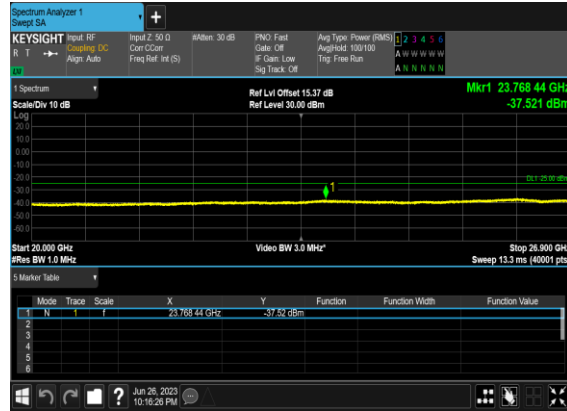 Spectrum Analyzer 1
Swept SA
+
KEYSIGHT Input: RF Input Z: 50 Ω #Atten: 30 dB PNO: Fast Avg Type: Power (RMS) 1 2 3 4 5 6
R T Coupling: DC Corr CCorr Gate: Off Avg|Hold: 100/100 A W W W W W
Align: Auto Freq Ref: Int (S) IF Gain: Low Trig: Free Run A N N N N N
Sig Track: Off
1 Spectrum Ref Lvl Offset 15.37 dB Mkr1 23.768 44 GHz
Scale/Div 10 dB Ref Level 30.00 dBm -37.521 dBm
Log
20.0
10.0
0.00
-10.0
-20.0
DL1 -25.00 dBm
-30.0
1
-40.0
-50.0
-60.0
Start 20.000 GHz Video BW 3.0 MHz* Stop 26.900 GHz
#Res BW 1.0 MHz Sweep 13.3 ms (40001 pts)
5 Marker Table
Mode Trace Scale X Y Function Function Width Function Value
1 N 1 f 23.768 44 GHz -37.52 dBm
2
3
4
5
6
? Jun 26, 2023
10:16:26 PM